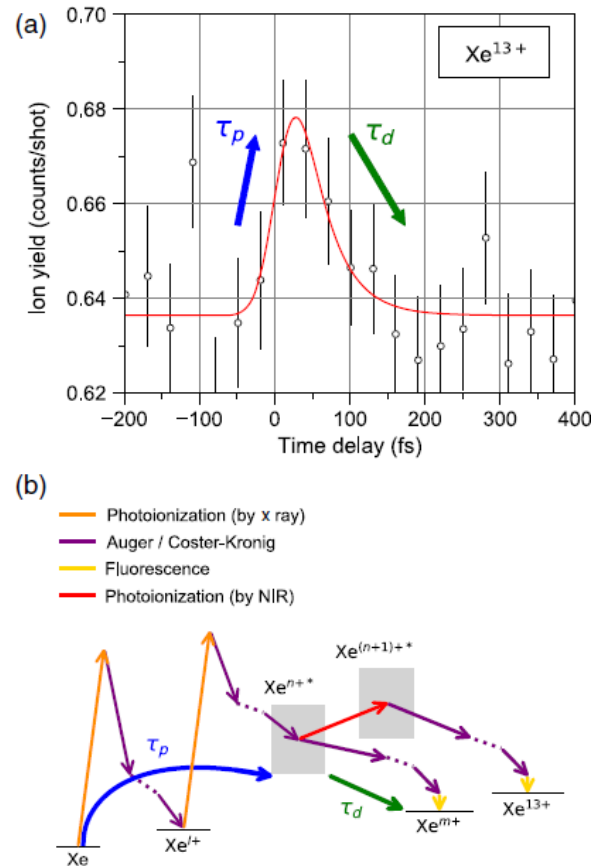 (a)
0.70
0.68
0.66
0.64
0.62
Ion yield (counts/shot)
Xe¹³⁺
τₚ
τ_d
−200 −100 0 100 200 300 400
Time delay (fs)
(b)
Photoionization (by x ray)
Auger / Coster-Kronig
Fluorescence
Photoionization (by NIR)
Xe⁽ⁿ⁺¹⁾⁺*
Xeⁿ⁺*
τₚ
τ_d
Xe
Xeˡ⁺
Xeᵐ⁺
Xe¹³⁺